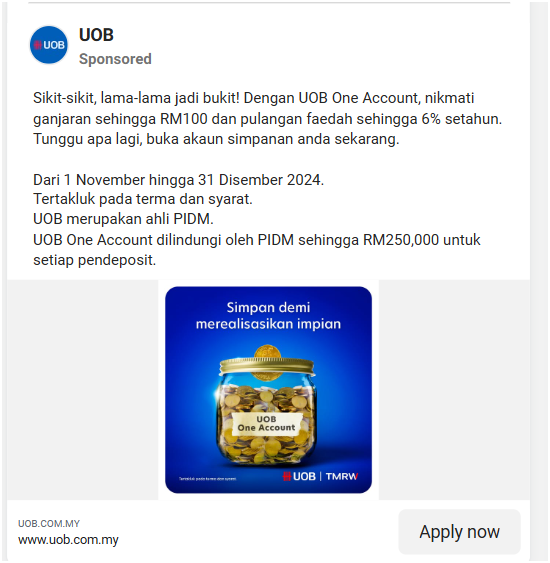 UOB
UOB
Sponsored
Sikit-sikit, lama-lama jadi bukit! Dengan UOB One Account, nikmati
ganjaran sehingga RM100 dan pulangan faedah sehingga 6% setahun.
Tunggu apa lagi, buka akaun simpanan anda sekarang.
Dari 1 November hingga 31 Disember 2024.
Tertakluk pada terma dan syarat.
UOB merupakan ahli PIDM.
UOB One Account dilindungi oleh PIDM sehingga RM250,000 untuk
setiap pendeposit.
Simpan demi
merealisasikan impian
UOB
One Account
Tertakluk pada terma dan syarat.
UOB | TMRW
UOB.COM.MY
www.uob.com.my
Apply now